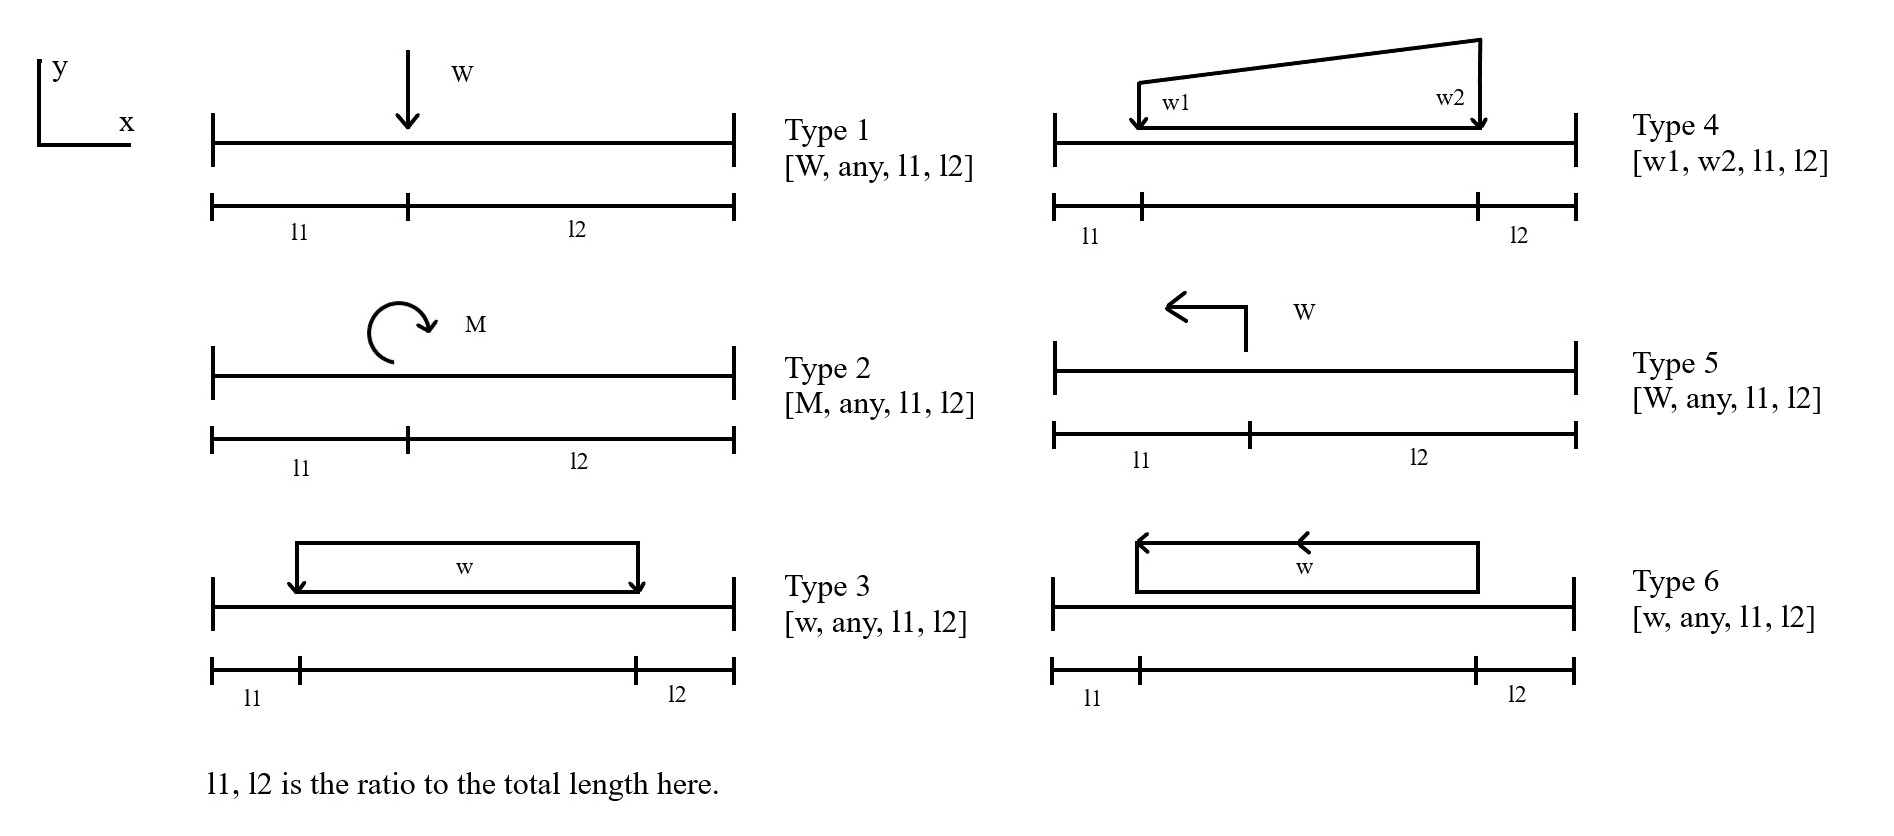 y
x
W
Type 1
[W, any, l1, l2]
l1
l2
w1
w2
Type 4
[w1, w2, l1, l2]
l1
l2
M
Type 2
[M, any, l1, l2]
l1
l2
W
Type 5
[W, any, l1, l2]
l1
l2
w
Type 3
[w, any, l1, l2]
l1
l2
w
Type 6
[w, any, l1, l2]
l1
l2
l1, l2 is the ratio to the total length here.